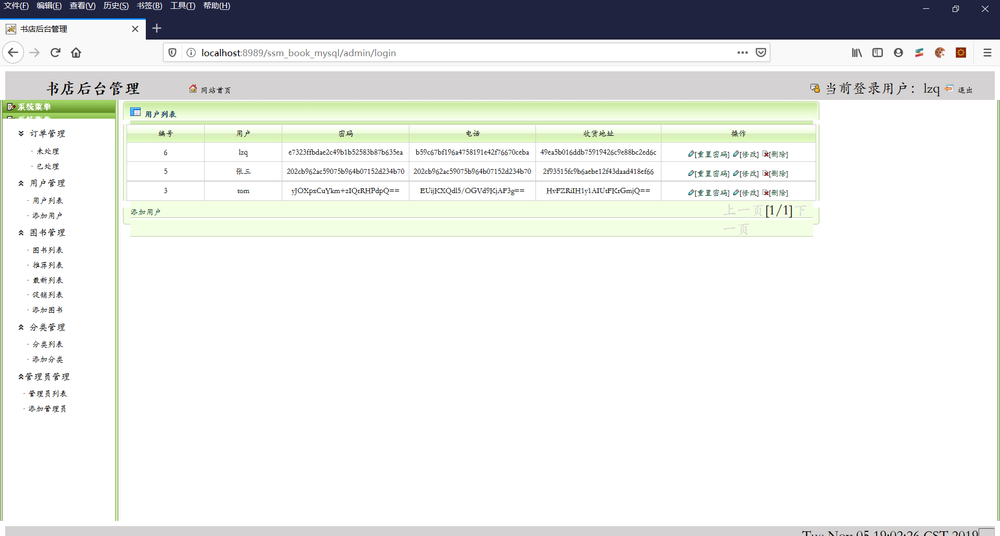 文件(F) 编辑(E) 查看(V) 历史(S) 书签(B) 工具(T) 帮助(H)
书店后台管理
localhost:8989/ssm_book_mysql/admin/login
书店后台管理 网站首页 当前登录用户：lzq 退出
系统菜单
系统菜单
订单管理
· 未处理
· 已处理
用户管理
· 用户列表
· 添加用户
图书管理
· 图书列表
· 推荐列表
· 最新列表
· 促销列表
· 添加图书
分类管理
· 分类列表
· 添加分类
管理员管理
· 管理员列表
· 添加管理员
用户列表
编号 用户 密码 电话 收货地址 操作
6 lzq e7323ffbdae2c49b1b52583b87b635ea b59c67bf196a4758191e42f76670ceba 49ea5b016ddb75919426c9e88bc2ed6c [重置密码] [修改] [删除]
5 张三 202cb962ac59075b964b07152d234b70 202cb962ac59075b964b07152d234b70 2f93515fc9b6aebe12f43daad418ef66 [重置密码] [修改] [删除]
3 tom yJOXpxCuYkm+zIQrRHPdpQ== EUijKXQdl5/OGVd9KjAF3g== HvFZRiIH1y1AIUtFKrGmjQ== [重置密码] [修改] [删除]
添加用户 上一页[1/1]下
一页
Tue Nov 05 19:02:26 CST 2019